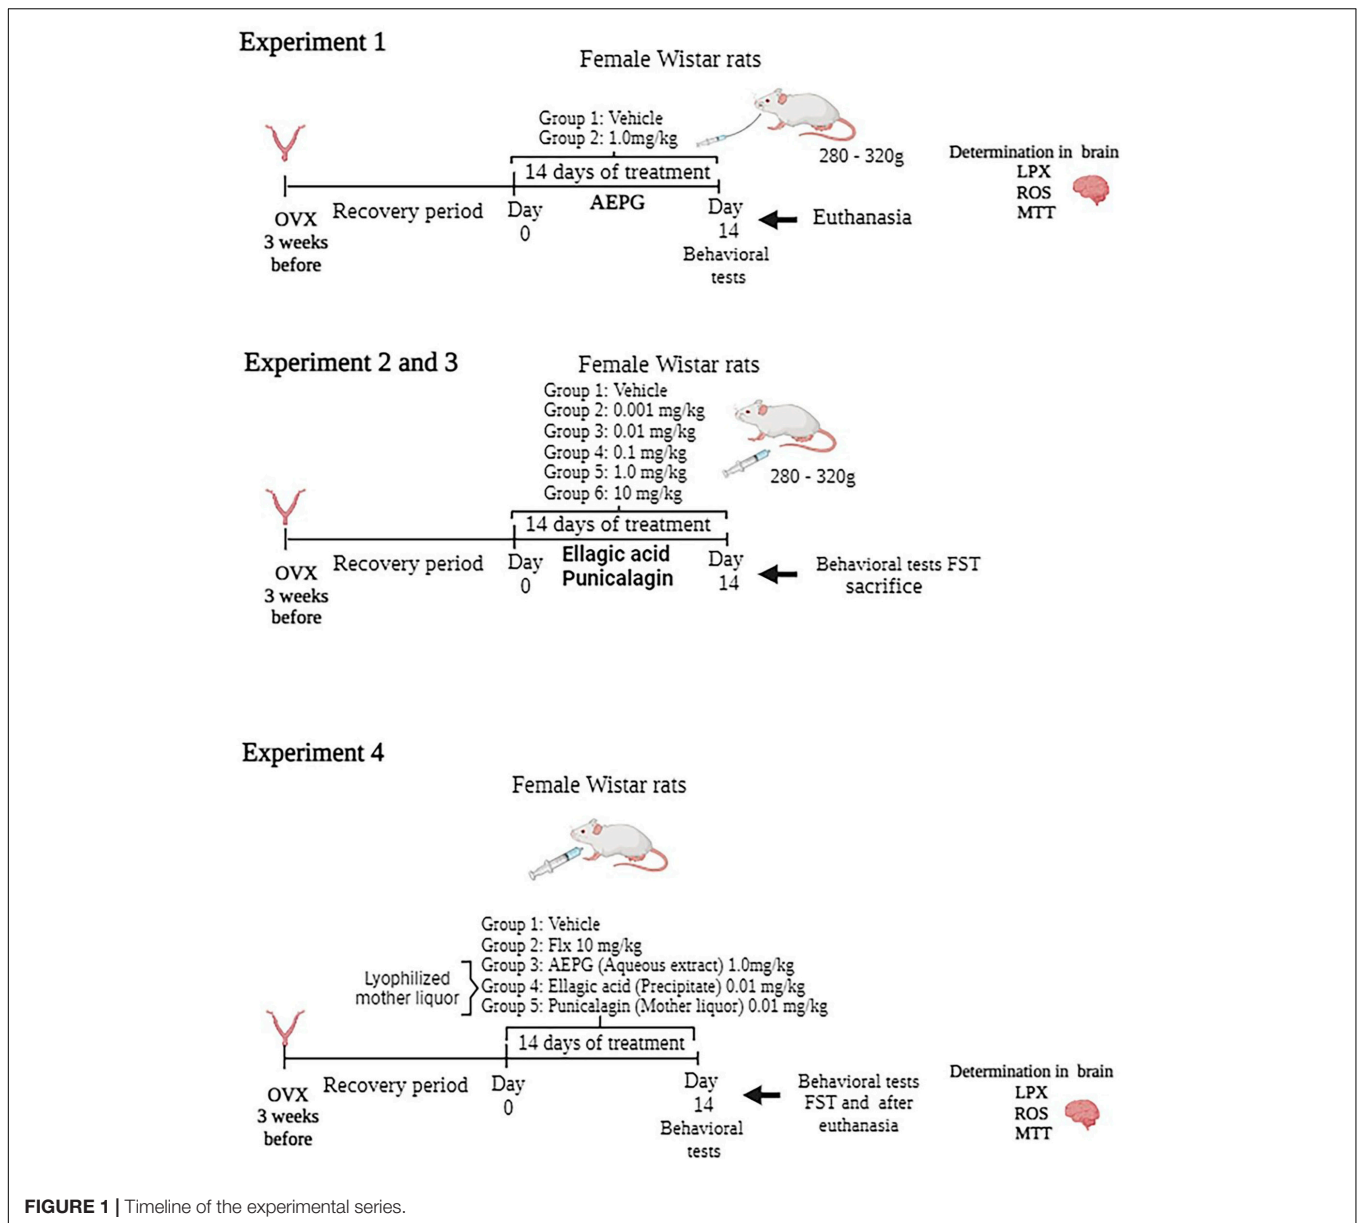 Experiment 1
Female Wistar rats
Group 1: Vehicle
Group 2: 1.0mg/kg
280 - 320g
14 days of treatment
AEPG
OVX
3 weeks
before
Recovery period
Day
0
Day
14
Behavioral
tests
Euthanasia
Determination in brain
LPX
ROS
MTT
Experiment 2 and 3
Female Wistar rats
Group 1: Vehicle
Group 2: 0.001 mg/kg
Group 3: 0.01 mg/kg
Group 4: 0.1 mg/kg
Group 5: 1.0 mg/kg
Group 6: 10 mg/kg
280 - 320g
14 days of treatment
Ellagic acid
Punicalagin
OVX
3 weeks
before
Recovery period
Day
0
Day
14
Behavioral tests FST
sacrifice
Experiment 4
Female Wistar rats
Group 1: Vehicle
Group 2: Flx 10 mg/kg
Group 3: AEPG (Aqueous extract) 1.0mg/kg
Group 4: Ellagic acid (Precipitate) 0.01 mg/kg
Group 5: Punicalagin (Mother liquor) 0.01 mg/kg
Lyophilized
mother liquor
14 days of treatment
OVX
3 weeks
before
Recovery period
Day
0
Day
14
Behavioral
tests
Behavioral tests
FST and after
euthanasia
Determination in brain
LPX
ROS
MTT
FIGURE 1 | Timeline of the experimental series.